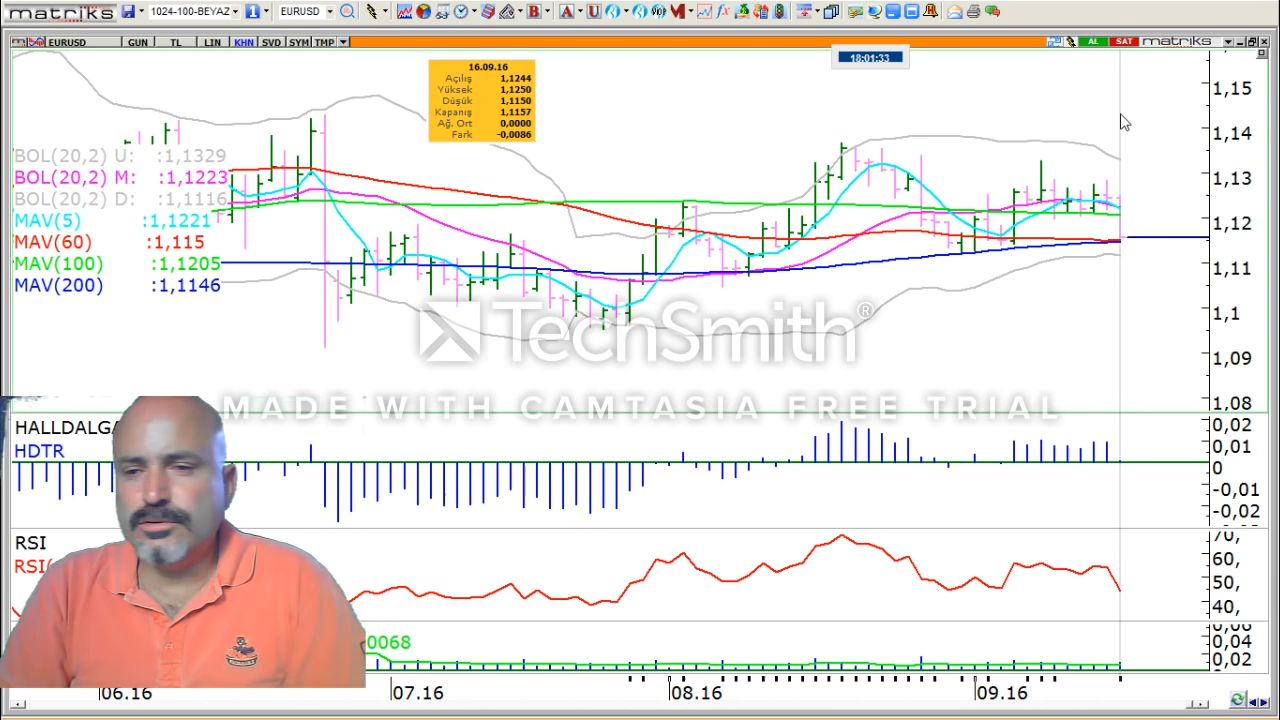 matriks 1024-100-BEYAZ 1 EURUSD
EURUSD GUN TL LIN KHN SVD SYM TMP AL SAT matriks
18:01:33
16.09.16
Açılış 1,1244
Yüksek 1,1250
Düşük 1,1150
Kapanış 1,1157
Ağ. Ort 0,0000
Fark -0,0086
BOL(20,2) U: :1,1329
BOL(20,2) M: :1,1223
BOL(20,2) D: :1,1116
MAV(5) :1,1221
MAV(60) :1,115
MAV(100) :1,1205
MAV(200) :1,1146
1,15
1,14
1,13
1,12
1,11
1,1
1,09
1,08
TechSmith®
MADE WITH CAMTASIA FREE TRIAL
HALLDALGA
HDTR
0,02
0,01
0
-0,01
-0,02
RSI
RSI(
70,
60,
50,
40,
0068
0,06
0,04
0,02
06.16 07.16 08.16 09.16